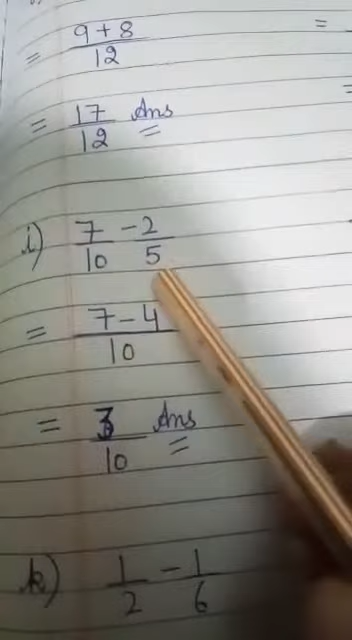 = 9+8/12
= 17/12 Ans
i) 7/10 - 2/5
= 7-4/10
= 3/10 Ans
k) 1/2 - 1/6